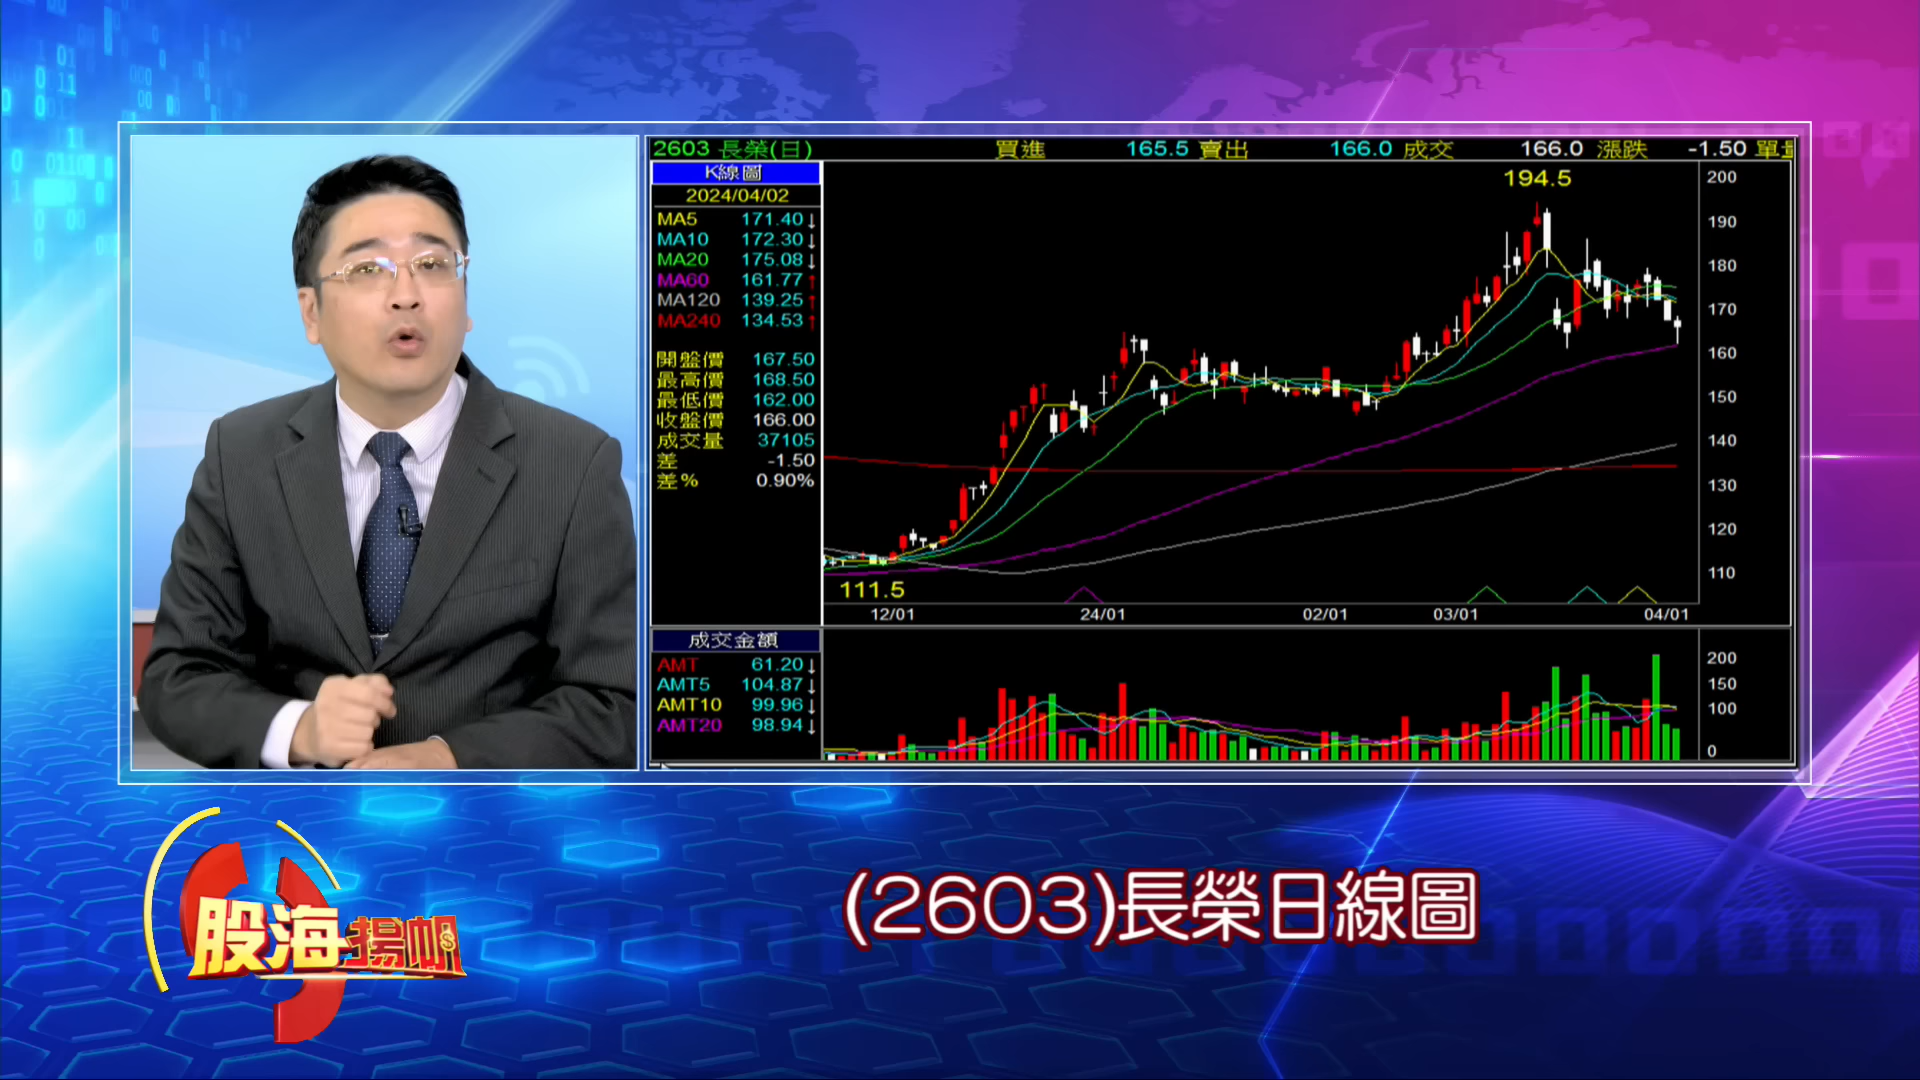 2603 長榮(日) 買進 165.5 賣出 166.0 成交 166.0 漲跌 -1.50
K線圖
2024/04/02
MA5 171.40↓
MA10 172.30↓
MA20 175.08↓
MA60 161.77↑
MA120 139.25↑
MA240 134.53↑
開盤價 167.50
最高價 168.50
最低價 162.00
收盤價 166.00
成交量 37105
差 -1.50
差% 0.90%
194.5
111.5
200
190
180
170
160
150
140
130
120
110
12/01 24/01 02/01 03/01 04/01
成交金額
AMT 61.20↓
AMT5 104.87↓
AMT10 99.96↓
AMT20 98.94↓
200
150
100
0
股海揚帆
(2603)長榮日線圖